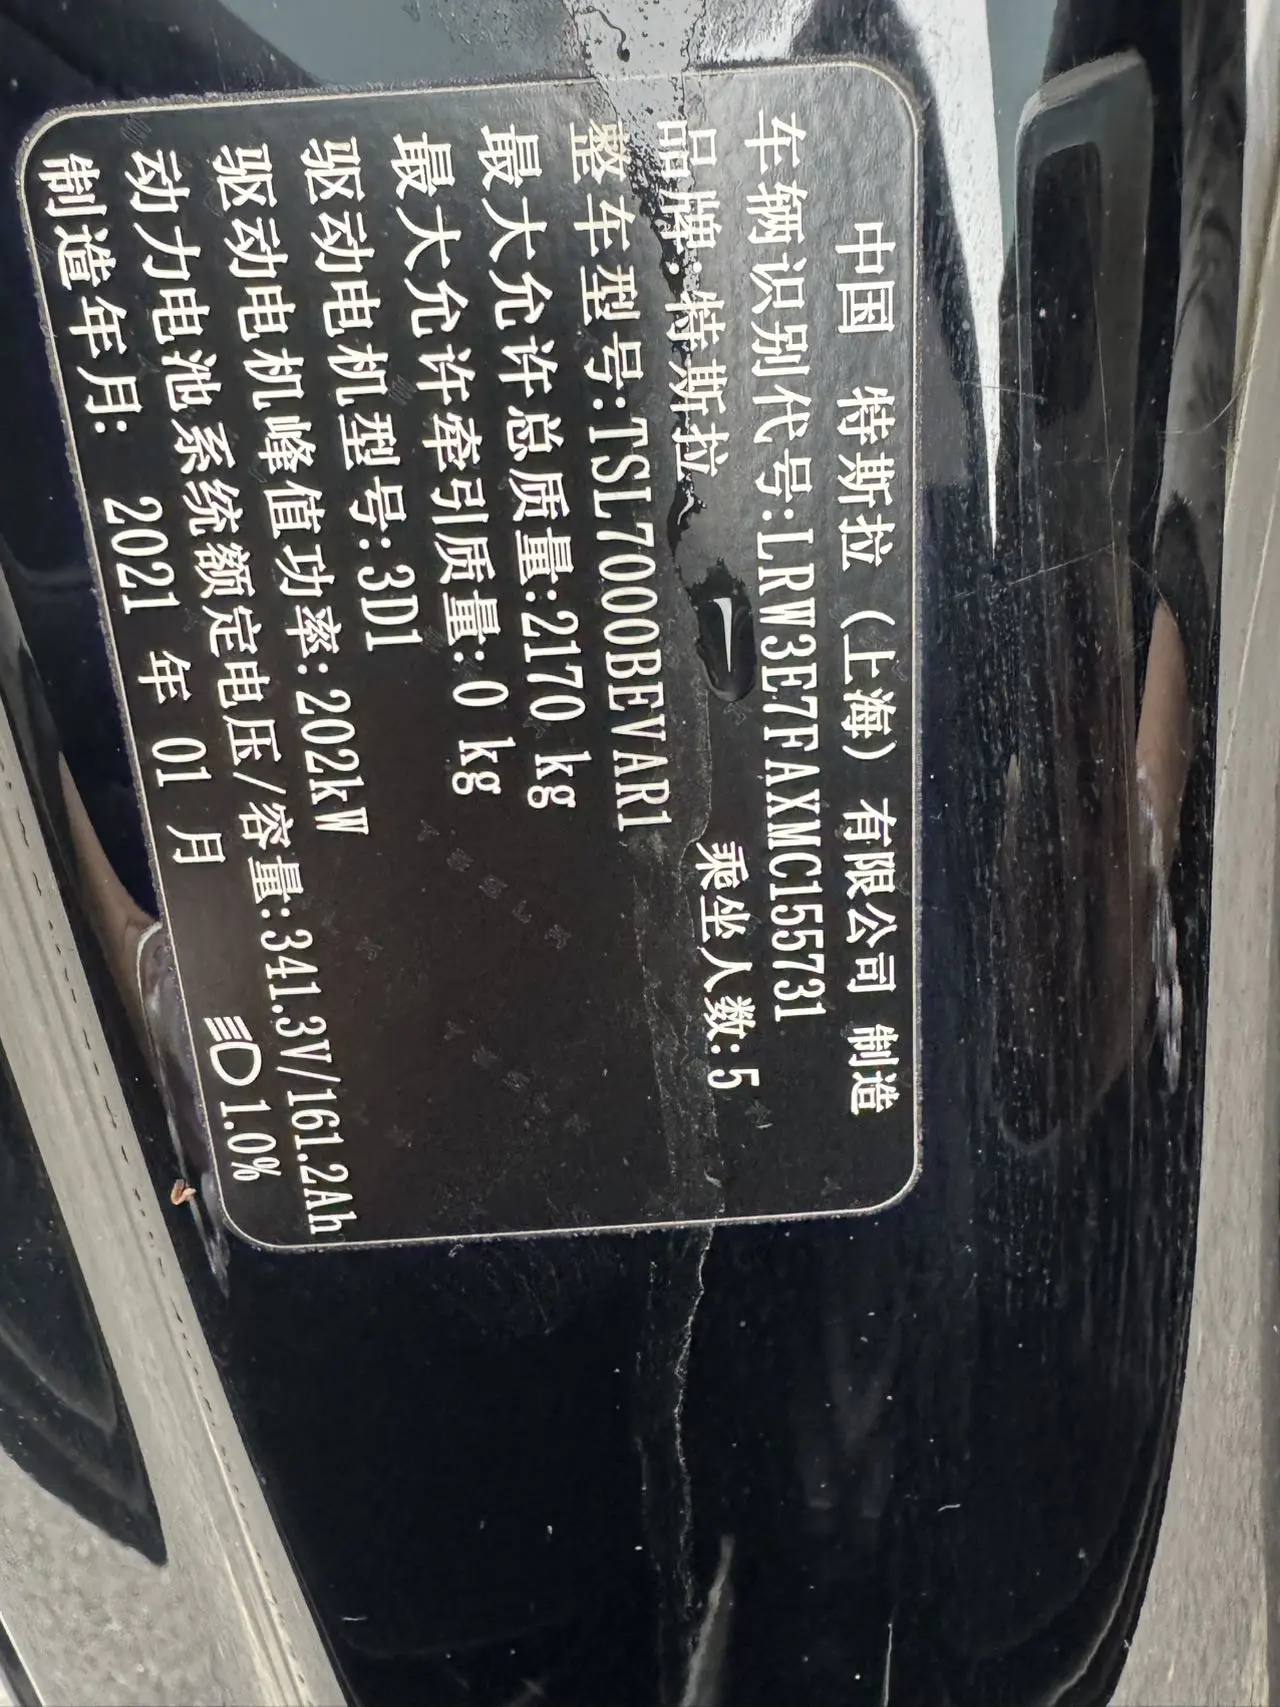 中国 特斯拉（上海）有限公司 制造
车辆识别代号:LRW3E7FAXMC155731
品牌:特斯拉 乘坐人数:5
整车型号:TSL7000BEVAR1
最大允许总质量:2170 kg
最大允许牵引质量:0 kg
驱动电机型号:3D1
驱动电机峰值功率:202kW
动力电池系统额定电压/容量:341.3V/161.2Ah
制造年月: 2021 年 01 月 1.0%